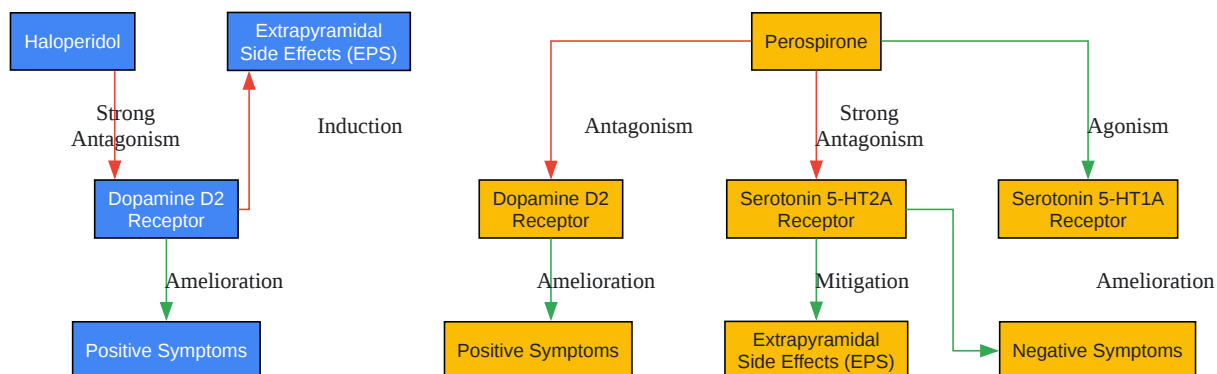 Haloperidol
Extrapyramidal
Side Effects (EPS)
Perospirone
Strong
Antagonism
Induction
Antagonism
Strong
Antagonism
Agonism
Dopamine D2
Receptor
Dopamine D2
Receptor
Serotonin 5-HT2A
Receptor
Serotonin 5-HT1A
Receptor
Amelioration
Amelioration
Mitigation
Amelioration
Positive Symptoms
Positive Symptoms
Extrapyramidal
Side Effects (EPS)
Negative Symptoms